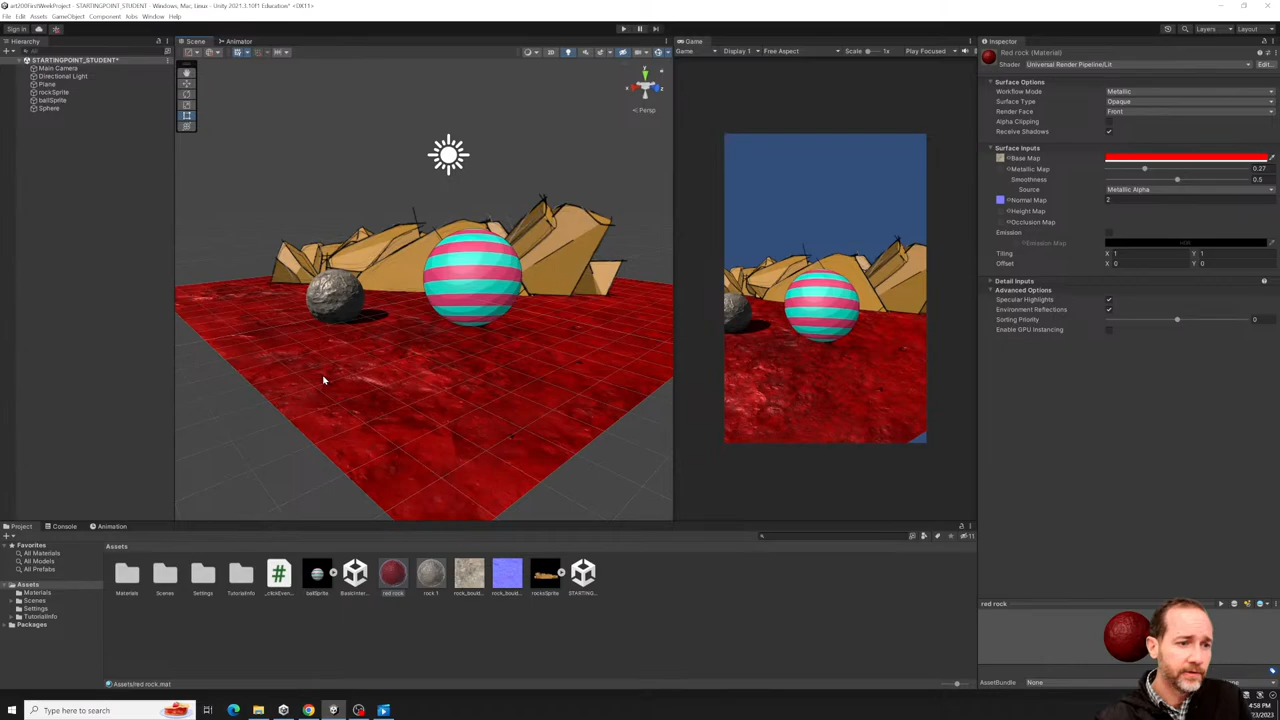 art200FirstWeekProject - STARTINGPOINT_STUDENT - Windows, Mac, Linux - Unity 2021.3.10f1 Education* <DX11>
File Edit Assets GameObject Component Jobs Window Help
Sign in Layers Layout
Hierarchy Scene Animator Game Inspector
All
STARTINGPOINT_STUDENT*
Main Camera
Directional Light
Plane
rockSprite
ballSprite
Sphere
2D
y
x
z
< Persp
Game Display 1 Free Aspect Scale 1x Play Focused
Red rock (Material)
Shader Universal Render Pipeline/Lit Edit...
Surface Options
Workflow Mode Metallic
Surface Type Opaque
Render Face Front
Alpha Clipping
Receive Shadows
Surface Inputs
Base Map
Metallic Map 0.27
Smoothness 0.5
Source Metallic Alpha
Normal Map 2
Height Map
Occlusion Map
Emission
Emission Map HDR
Tiling X 1 Y 1
Offset X 0 Y 0
Detail Inputs
Advanced Options
Specular Highlights
Environment Reflections
Sorting Priority 0
Enable GPU Instancing
Project Console Animation
11
Favorites
All Materials
All Models
All Prefabs
Assets
Materials
Scenes
Settings
TutorialInfo
Packages
Assets
Materials Scenes Settings TutorialInfo _clickEven... ballSprite BasicInter... red rock rock 1 rock_bould... rock_bould... rocksSprite STARTING...
Assets/red rock.mat
red rock
AssetBundle None
Type here to search
4:58 PM